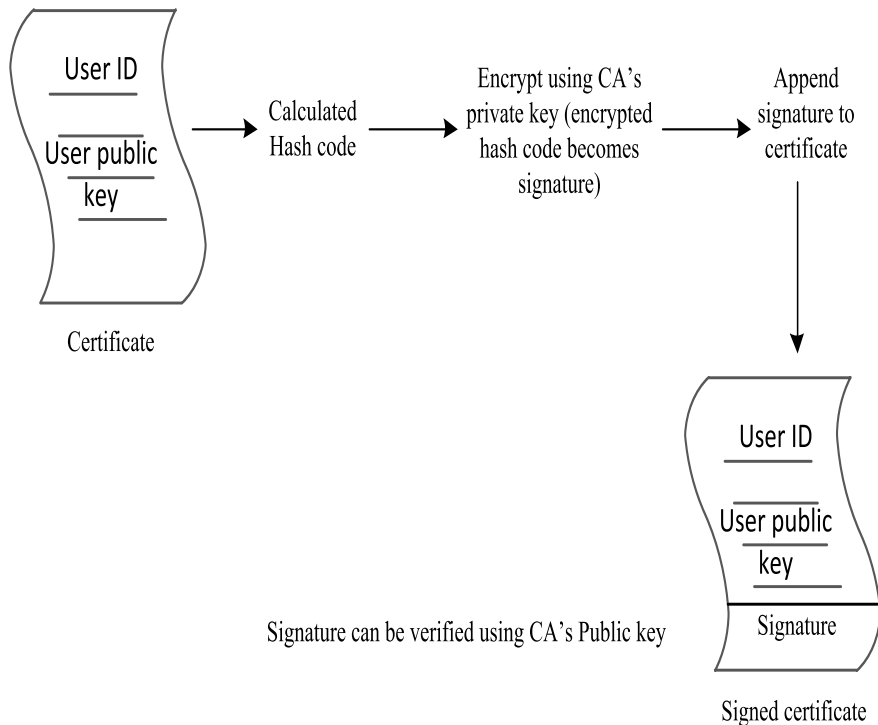 User ID
User public
key
Certificate
Calculated
Hash code
Encrypt using CA's
private key (encrypted
hash code becomes
signature)
Append
signature to
certificate
User ID
User public
key
Signature
Signed certificate
Signature can be verified using CA's Public key